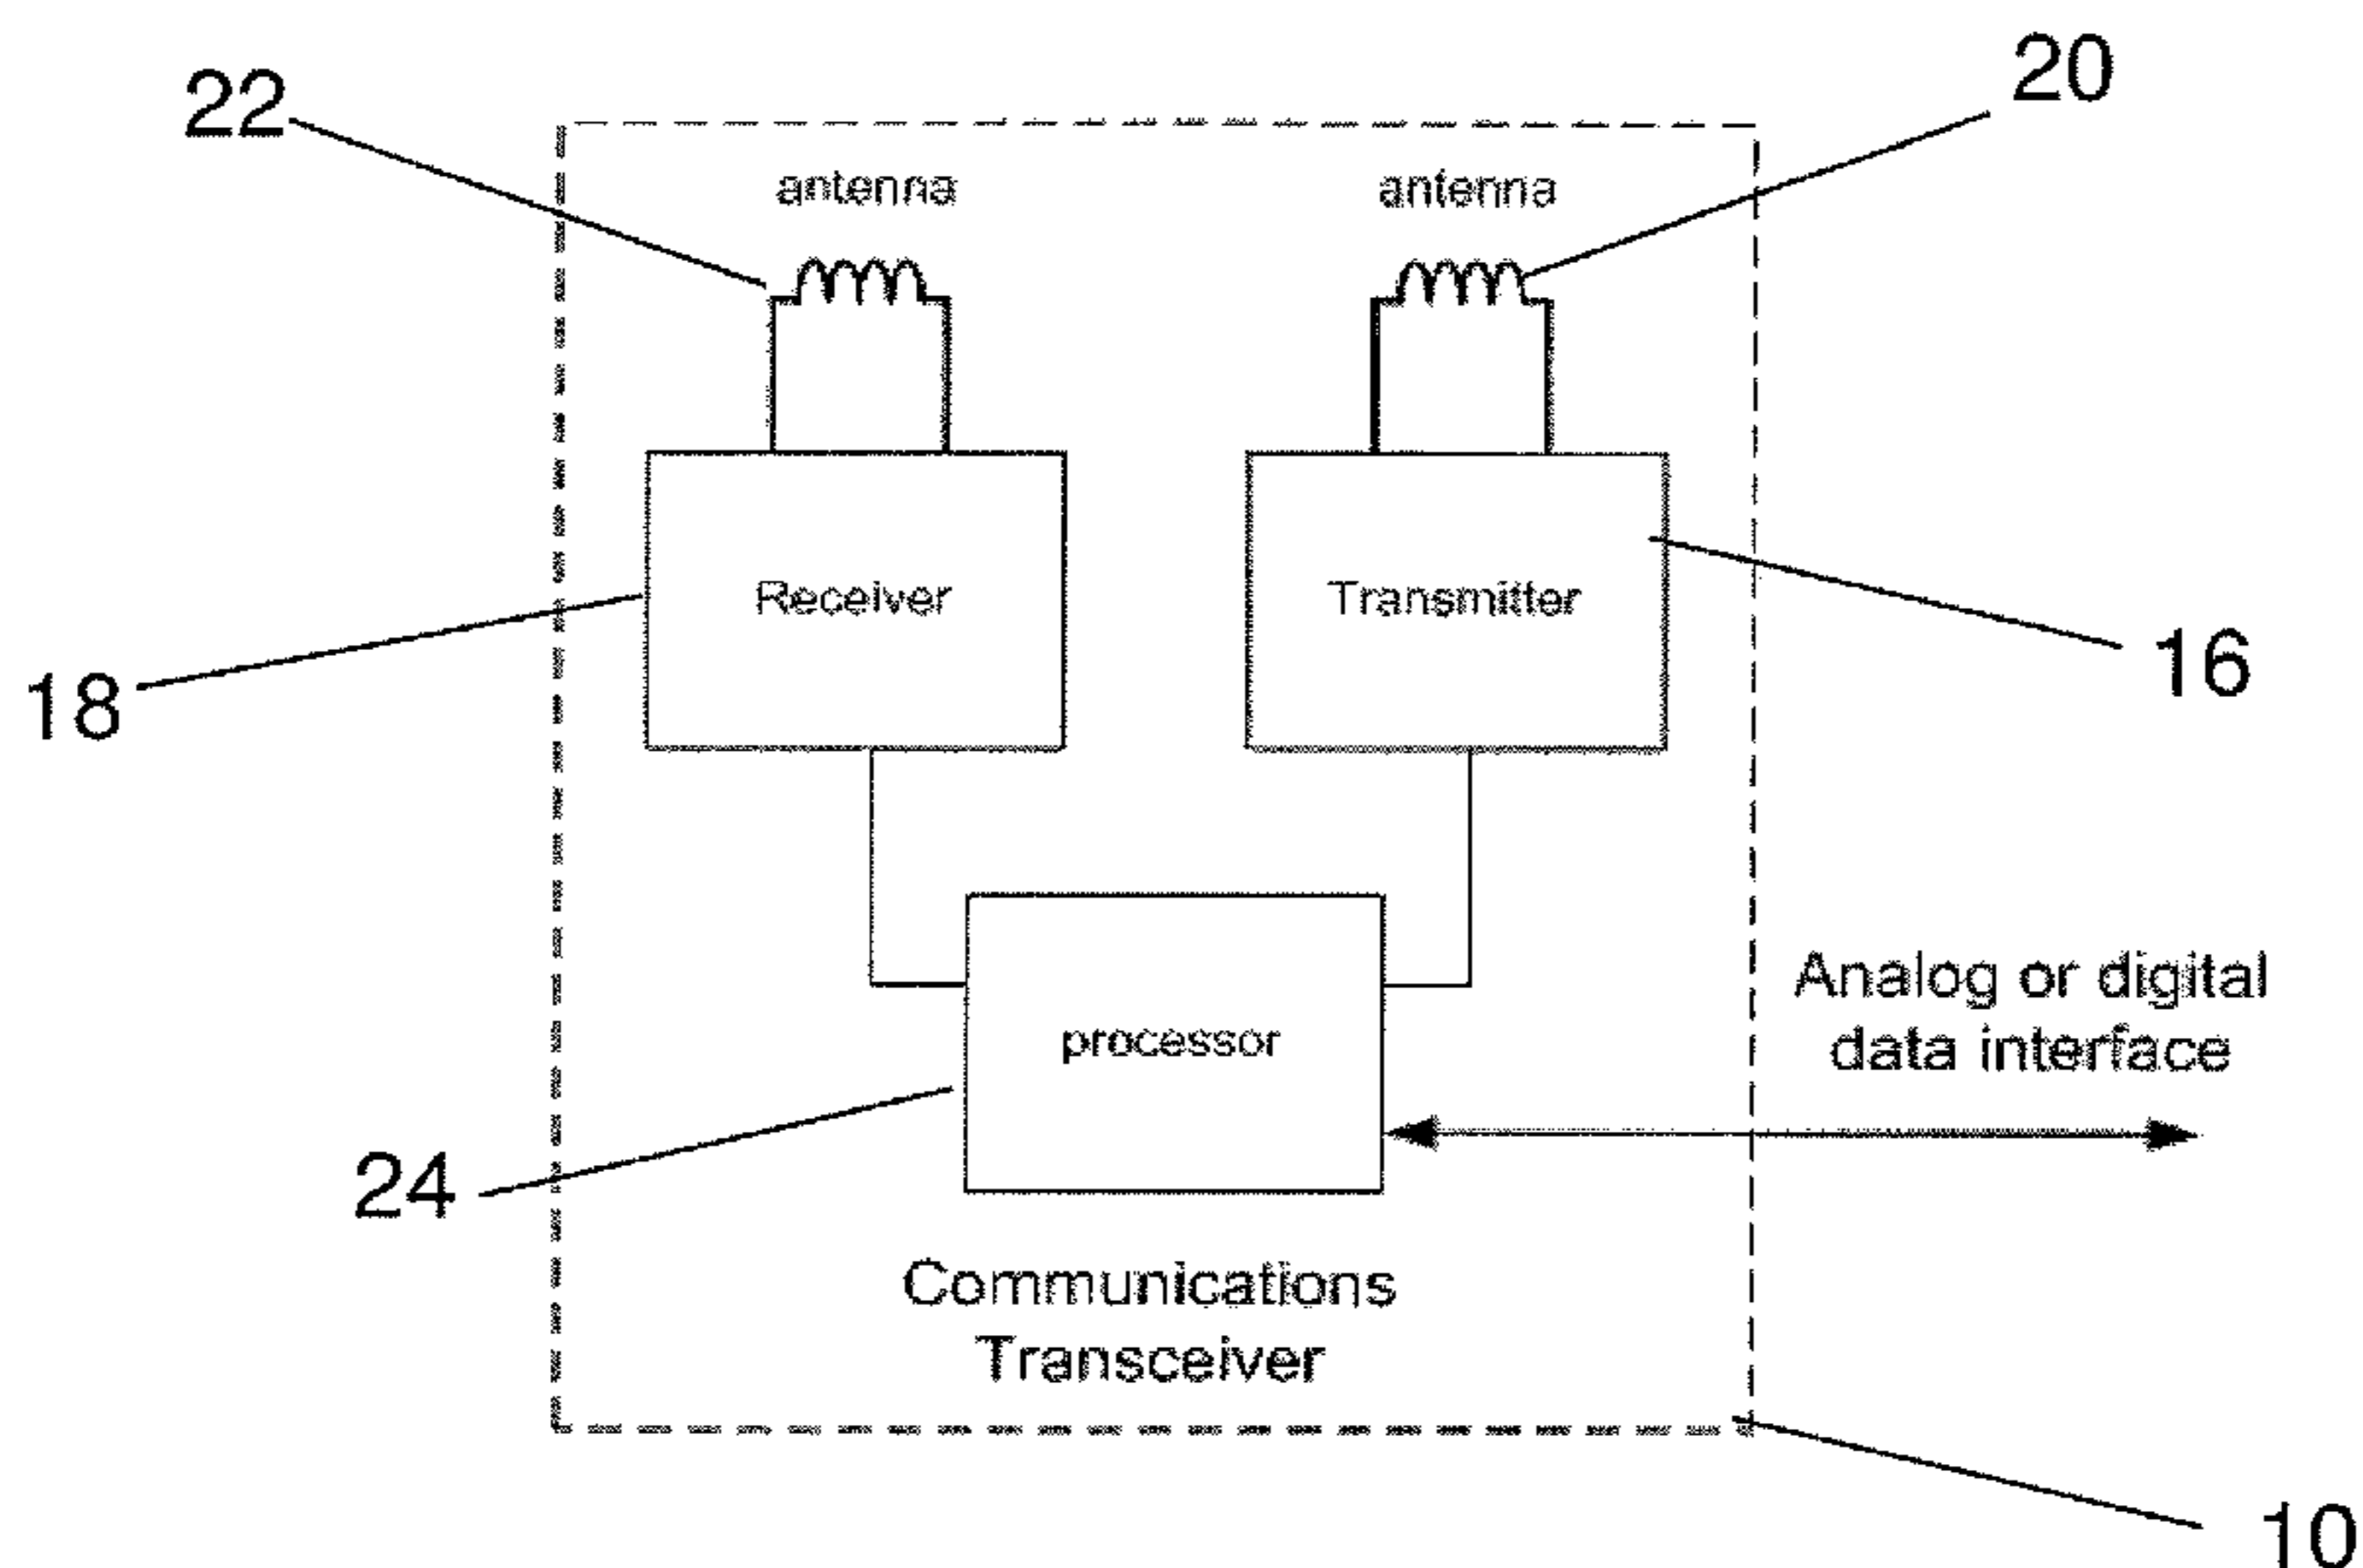 20
22
antenna
antenna
Receiver
Transmitter
16
18
Analog or digital
data interface
processor
24
Communications
Transceiver
10